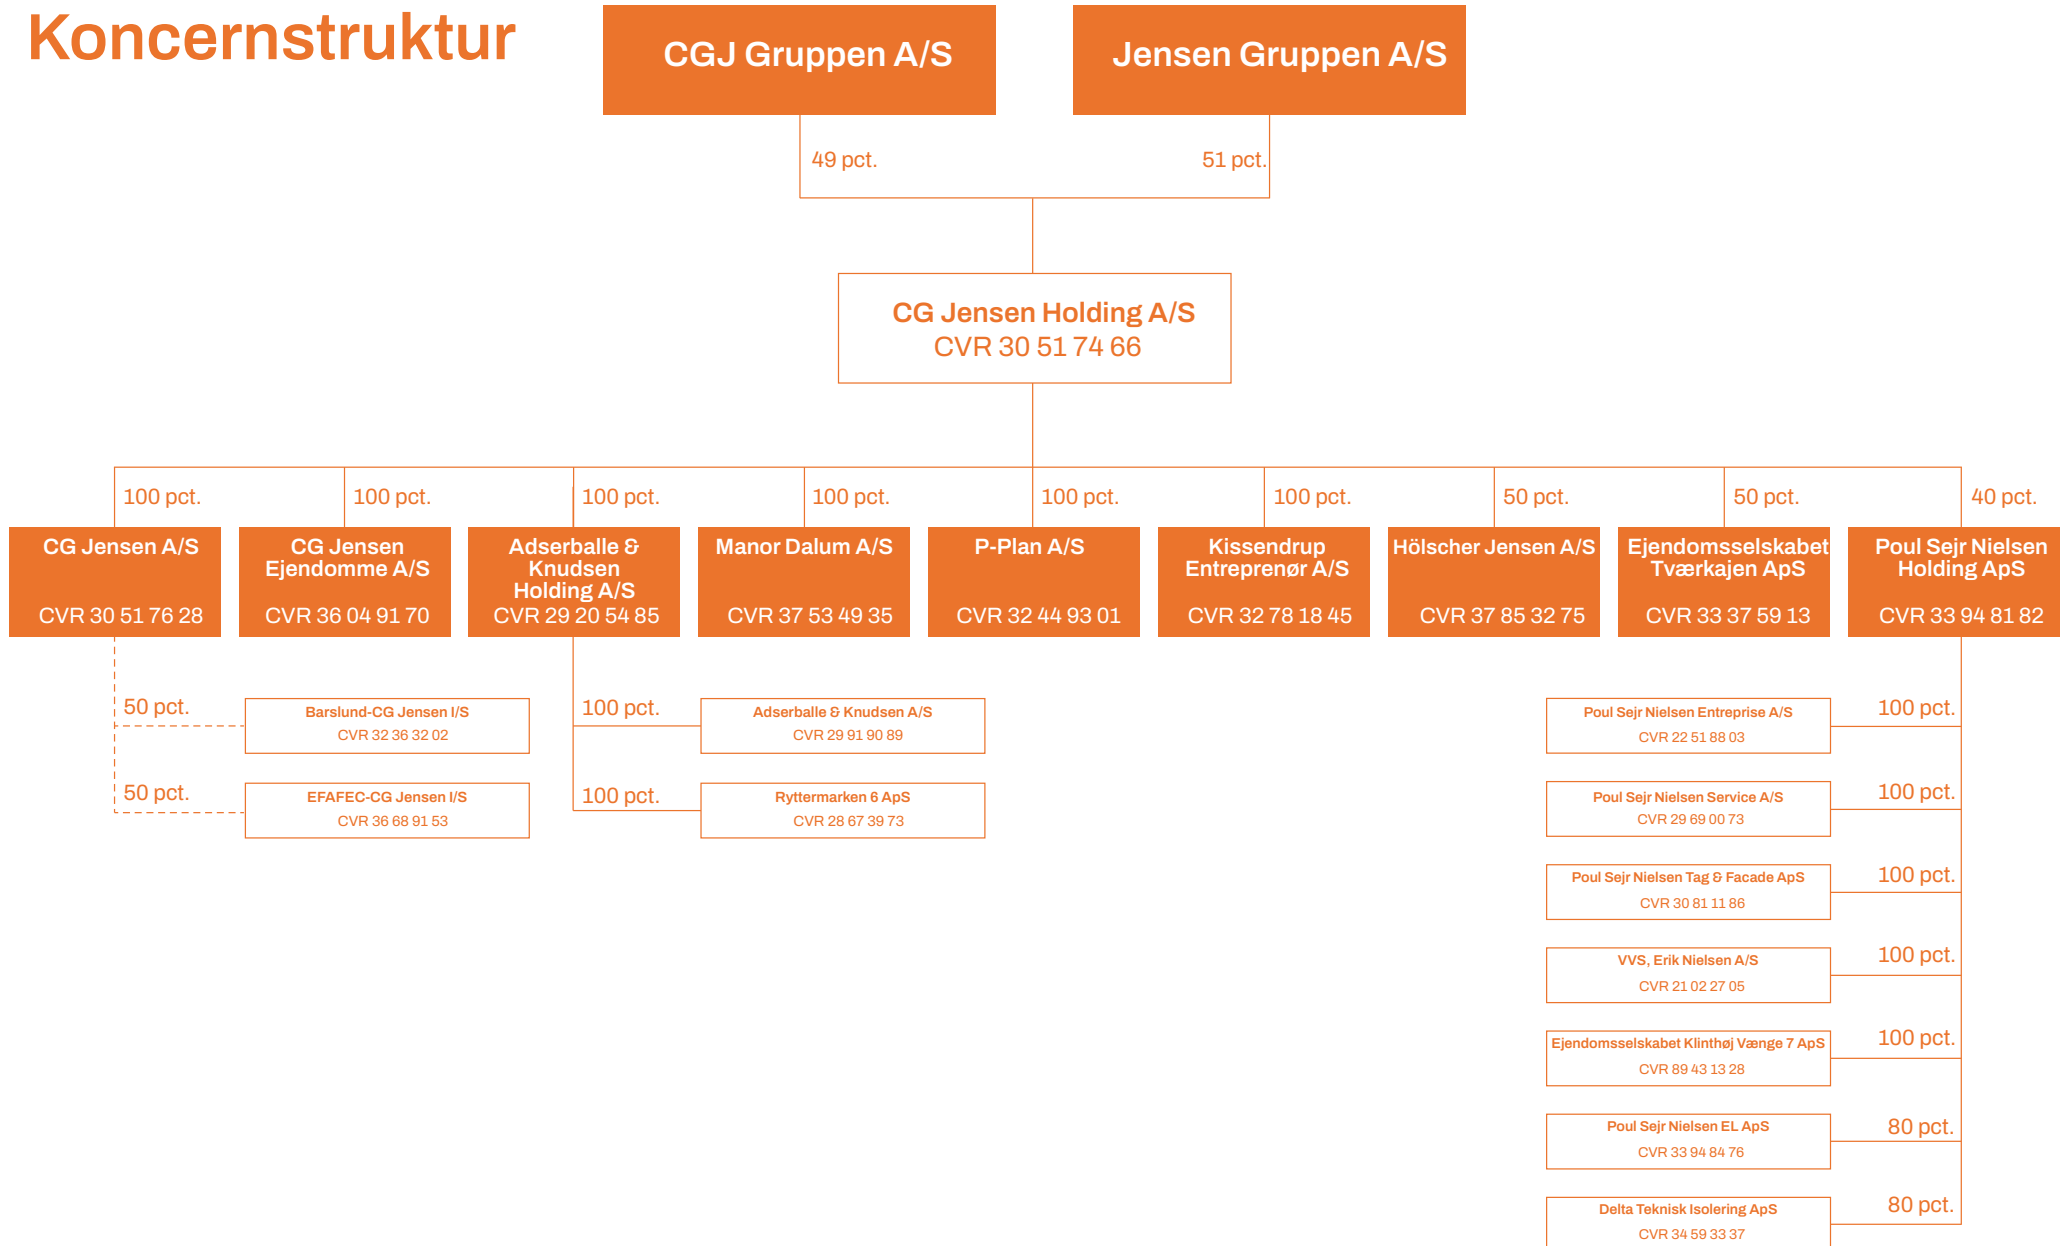 Koncernstruktur
CGJ Gruppen A/S
Jensen Gruppen A/S
49 pct.
51 pct.
CG Jensen Holding A/S
CVR 30 51 74 66
100 pct.
100 pct.
100 pct.
100 pct.
100 pct.
100 pct.
50 pct.
50 pct.
40 pct.
CG Jensen A/S
CVR 30 51 76 28
CG Jensen
Ejendomme A/S
CVR 36 04 91 70
Adserballe &
Knudsen
Holding A/S
CVR 29 20 54 85
Manor Dalum A/S
CVR 37 53 49 35
P-Plan A/S
CVR 32 44 93 01
Kissendrup
Entreprenør A/S
CVR 32 78 18 45
Hölscher Jensen A/S
CVR 37 85 32 75
Ejendomsselskabet
Tværkajen ApS
CVR 33 37 59 13
Poul Sejr Nielsen
Holding ApS
CVR 33 94 81 82
50 pct.
Barslund-CG Jensen I/S
CVR 32 36 32 02
50 pct.
EFAFEC-CG Jensen I/S
CVR 36 68 91 53
100 pct.
Adserballe & Knudsen A/S
CVR 29 91 90 89
100 pct.
Ryttermarken 6 ApS
CVR 28 67 39 73
Poul Sejr Nielsen Entreprise A/S
CVR 22 51 88 03
100 pct.
Poul Sejr Nielsen Service A/S
CVR 29 69 00 73
100 pct.
Poul Sejr Nielsen Tag & Facade ApS
CVR 30 81 11 86
100 pct.
VVS, Erik Nielsen A/S
CVR 21 02 27 05
100 pct.
Ejendomsselskabet Klinthøj Vænge 7 ApS
CVR 89 43 13 28
100 pct.
Poul Sejr Nielsen EL ApS
CVR 33 94 84 76
80 pct.
Delta Teknisk Isolering ApS
CVR 34 59 33 37
80 pct.